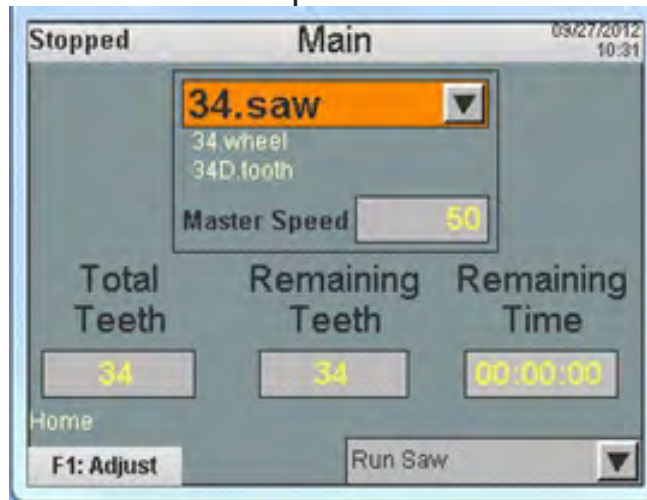 Stopped
Main
09/27/2012
10:31
34.saw
34.wheel
34D.tooth
Master Speed 50
Total Remaining Remaining
Teeth Teeth Time
34 34 00:00:00
Home
F1: Adjust
Run Saw